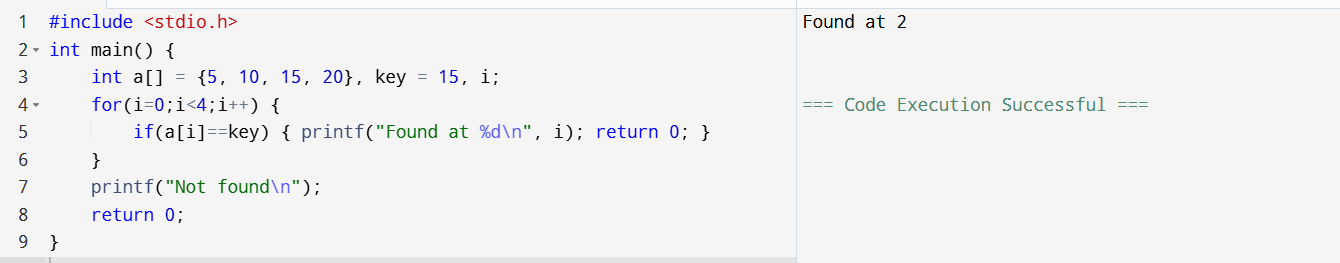 1 #include <stdio.h>
2 int main() {
3     int a[] = {5, 10, 15, 20}, key = 15, i;
4     for(i=0;i<4;i++) {
5         if(a[i]==key) { printf("Found at %d\n", i); return 0; }
6     }
7     printf("Not found\n");
8     return 0;
9 }
Found at 2
=== Code Execution Successful ===